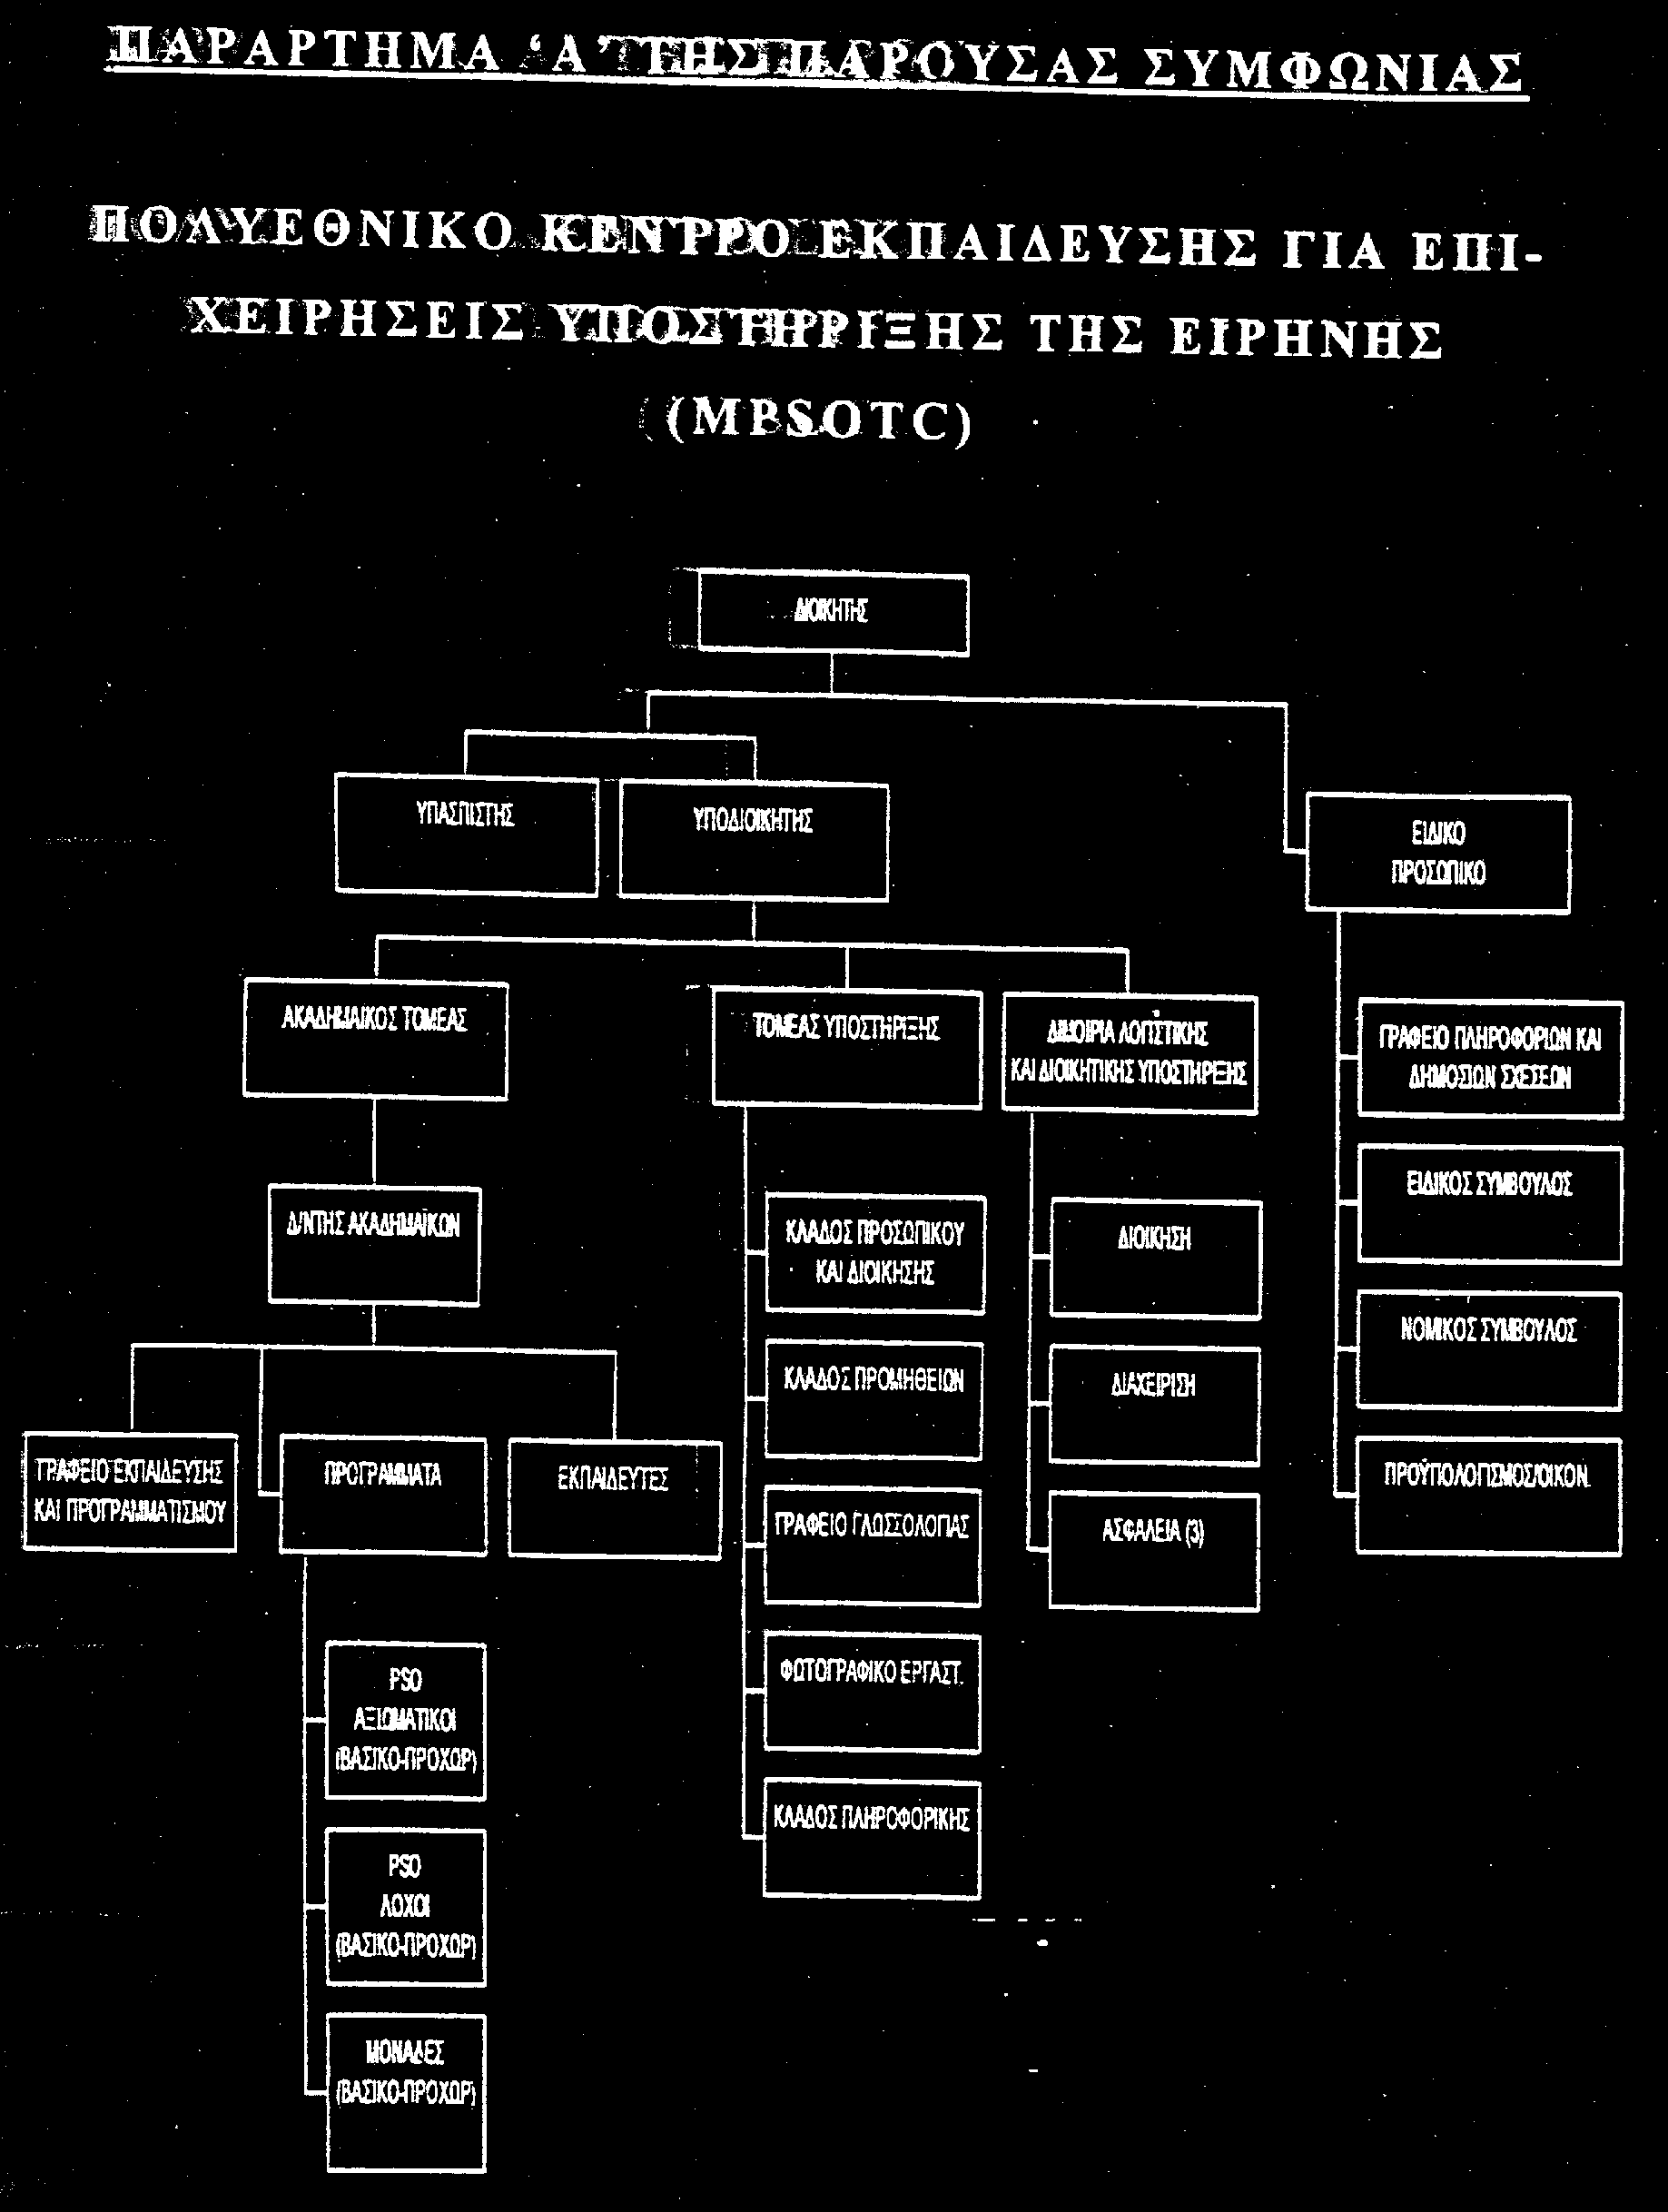 ΠΑΡΑΡΤΗΜΑ 'Α' ΤΗΣ ΠΑΡΟΥΣΑΣ ΣΥΜΦΩΝΙΑΣ
ΠΟΛΥΕΘΝΙΚΟ ΚΕΝΤΡΟ ΕΚΠΑΙΔΕΥΣΗΣ ΓΙΑ ΕΠΙ-
ΧΕΙΡΗΣΕΙΣ ΥΠΟΣΤΗΡΙΞΗΣ ΤΗΣ ΕΙΡΗΝΗΣ
(MPSOTC)
ΔΙΟΙΚΗΤΗΣ
ΥΠΑΣΠΙΣΤΗΣ
ΥΠΟΔΙΟΙΚΗΤΗΣ
ΕΙΔΙΚΟ
ΠΡΟΣΩΠΙΚΟ
ΑΚΑΔΗΜΑΙΚΟΣ ΤΟΜΕΑΣ
ΤΟΜΕΑΣ ΥΠΟΣΤΗΡΙΞΗΣ
ΔΙΜΟΙΡΙΑ ΛΟΓΙΣΤΙΚΗΣ
ΚΑΙ ΔΙΟΙΚΗΤΙΚΗΣ ΥΠΟΣΤΗΡΙΞΗΣ
ΓΡΑΦΕΙΟ ΠΛΗΡΟΦΟΡΙΩΝ ΚΑΙ
ΔΗΜΟΣΙΩΝ ΣΧΕΣΕΩΝ
ΕΙΔΙΚΟΣ ΣΥΜΒΟΥΛΟΣ
ΝΟΜΙΚΟΣ ΣΥΜΒΟΥΛΟΣ
ΠΡΟΫΠΟΛΟΓΙΣΜΟΣ/ΟΙΚΟΝ.
Δ/ΝΤΗΣ ΑΚΑΔΗΜΑΪΚΩΝ
ΚΛΑΔΟΣ ΠΡΟΣΩΠΙΚΟΥ
ΚΑΙ ΔΙΟΙΚΗΣΗΣ
ΚΛΑΔΟΣ ΠΡΟΜΗΘΕΙΩΝ
ΓΡΑΦΕΙΟ ΓΛΩΣΣΟΛΟΓΙΑΣ
ΦΩΤΟΓΡΑΦΙΚΟ ΕΡΓΑΣΤ.
ΚΛΑΔΟΣ ΠΛΗΡΟΦΟΡΙΚΗΣ
ΔΙΟΙΚΗΣΗ
ΔΙΑΧΕΙΡΙΣΗ
ΑΣΦΑΛΕΙΑ (3)
ΓΡΑΦΕΙΟ ΕΚΠΑΙΔΕΥΣΗΣ
ΚΑΙ ΠΡΟΓΡΑΜΜΑΤΙΣΜΟΥ
ΠΡΟΓΡΑΜΜΑΤΑ
ΕΚΠΑΙΔΕΥΤΕΣ
PSO
ΑΞΙΩΜΑΤΙΚΟΙ
(ΒΑΣΙΚΟ-ΠΡΟΧΩΡ)
PSO
ΛΟΧΟΙ
(ΒΑΣΙΚΟ-ΠΡΟΧΩΡ)
ΜΟΝΑΔΕΣ
(ΒΑΣΙΚΟ-ΠΡΟΧΩΡ)